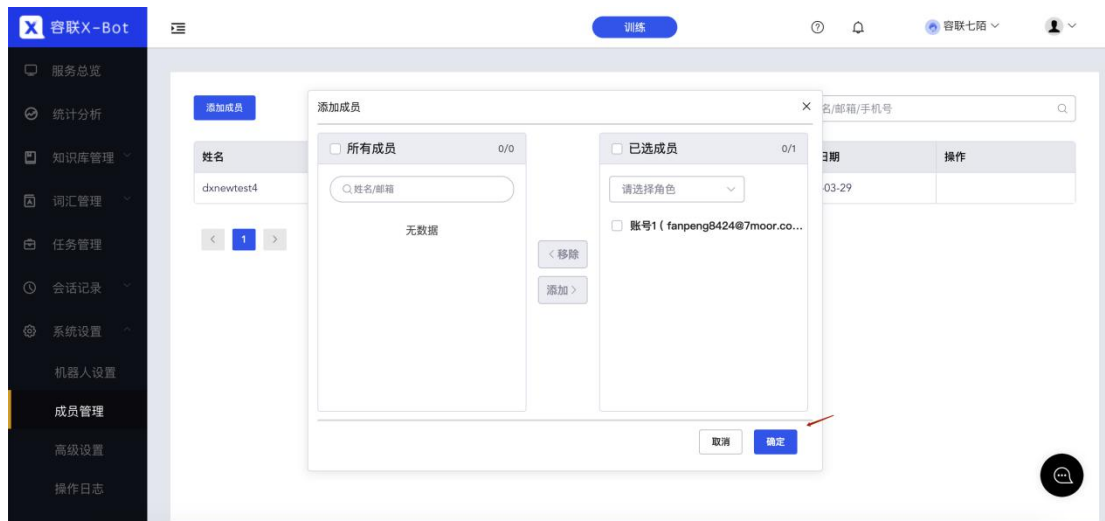 容联X-Bot
训练
容联七陌
服务总览
统计分析
知识库管理
词汇管理
任务管理
会话记录
系统设置
机器人设置
成员管理
高级设置
操作日志
添加成员
名/邮箱/手机号
姓名
日期
操作
dxnewtest4
-03-29
1
添加成员
所有成员 0/0
姓名/邮箱
无数据
移除
添加
已选成员 0/1
请选择角色
账号1 ( fanpeng8424@7moor.co...
取消
确定